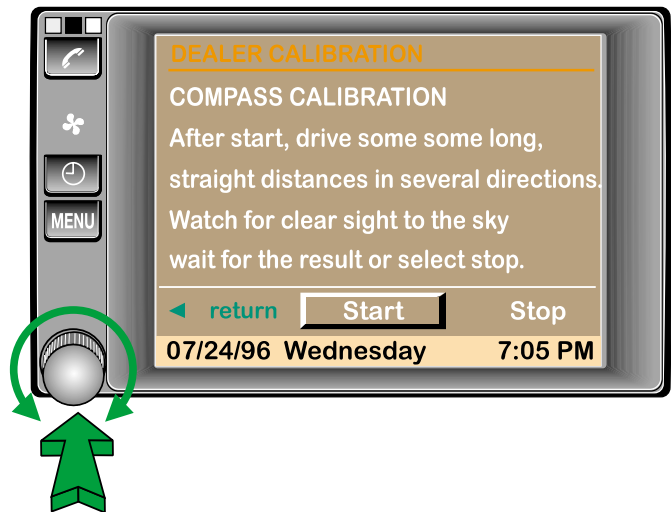 DEALER CALIBRATION
COMPASS CALIBRATION
After start, drive some some long,
straight distances in several directions.
Watch for clear sight to the sky
wait for the result or select stop.
MENU
◄ return Start Stop
07/24/96 Wednesday 7:05 PM